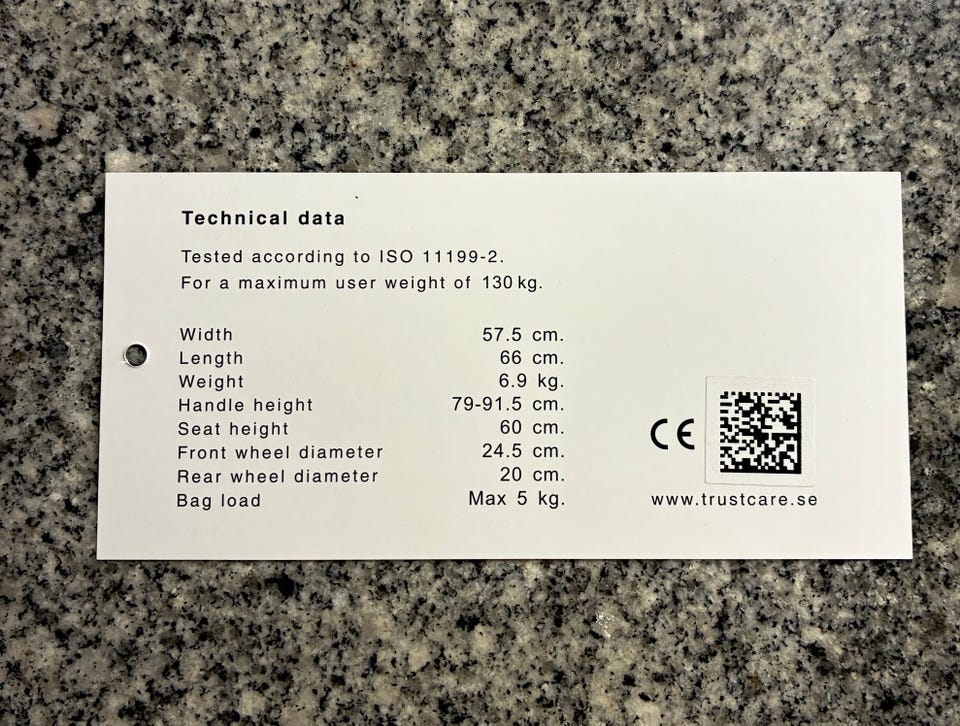 Technical data
Tested according to ISO 11199-2.
For a maximum user weight of 130 kg.
Width 57.5 cm.
Length 66 cm.
Weight 6.9 kg.
Handle height 79-91.5 cm.
Seat height 60 cm.
Front wheel diameter 24.5 cm.
Rear wheel diameter 20 cm.
Bag load Max 5 kg.
CE
www.trustcare.se